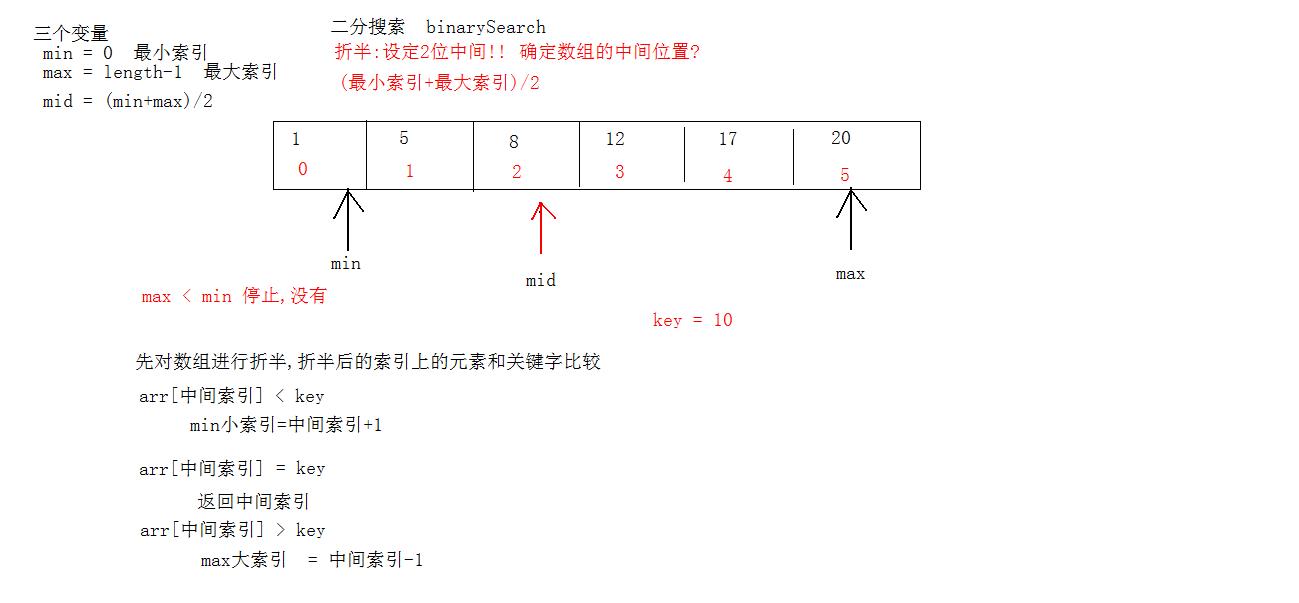 三个变量
min = 0 最小索引
max = length-1 最大索引
mid = (min+max)/2
二分搜索 binarySearch
折半:设定2位中间!! 确定数组的中间位置?
(最小索引+最大索引)/2
1 5 8 12 17 20
0 1 2 3 4 5
min
mid
max
max < min 停止,没有
key = 10
先对数组进行折半,折半后的索引上的元素和关键字比较
arr[中间索引] < key
min小索引=中间索引+1
arr[中间索引] = key
返回中间索引
arr[中间索引] > key
max大索引 = 中间索引-1